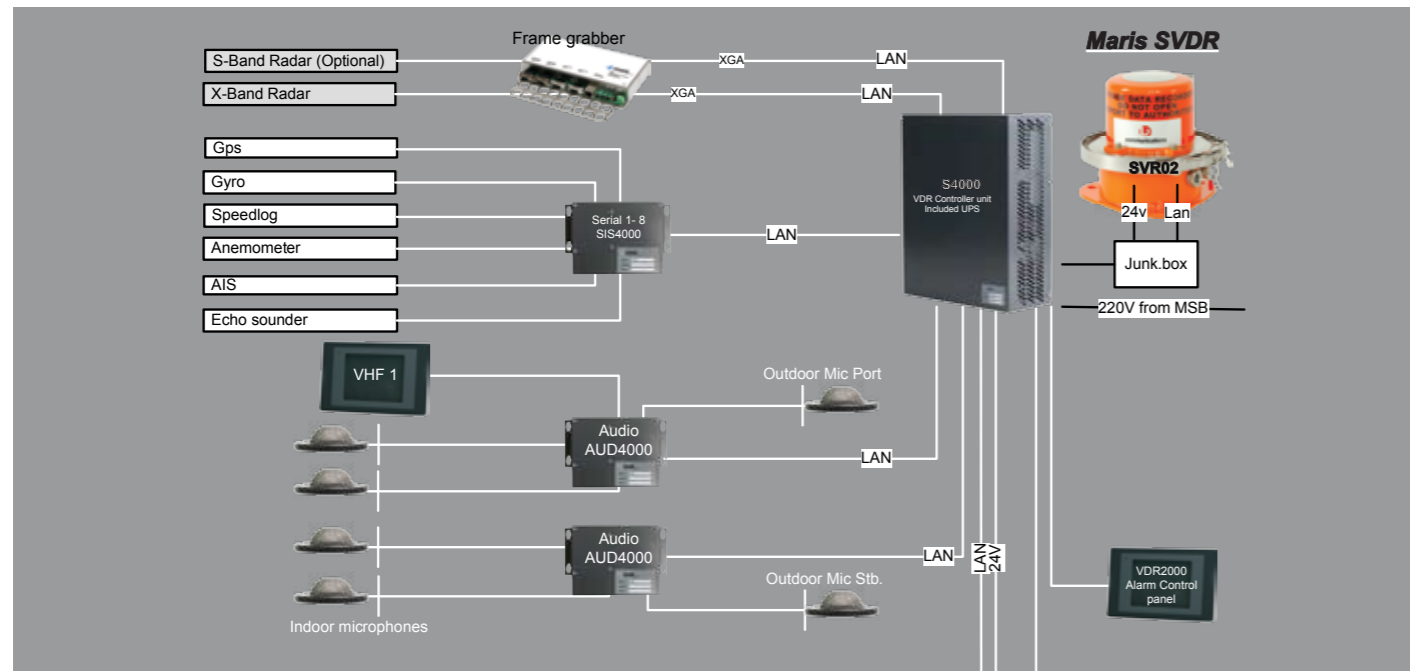 Frame grabber
Maris SVDR
S-Band Radar (Optional)
XGA
LAN
X-Band Radar
XGA
LAN
DO NOT OPEN
SVR02
Gps
Gyro
Speedlog
Anemometer
AIS
Echo sounder
Serial 1- 8
SIS4000
LAN
S4000
VDR Controller unit
Included UPS
24v
Lan
Junk.box
220V from MSB
VHF 1
Outdoor Mic Port
Audio
AUD4000
LAN
Audio
AUD4000
LAN
LAN
24V
Outdoor Mic Stb.
Indoor microphones
VDR2000
Alarm Control
panel